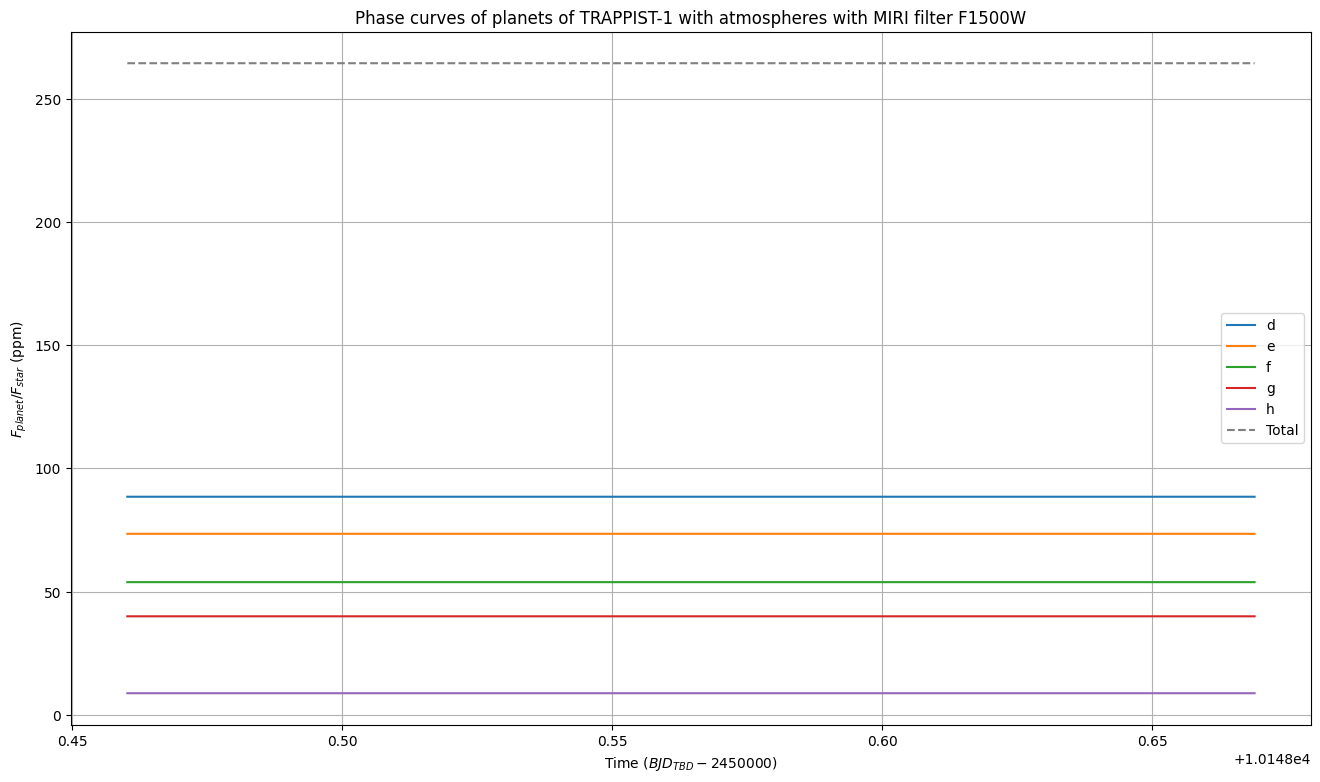 Phase curves of planets of TRAPPIST-1 with atmospheres with MIRI filter F1500W
250
200
150
100
50
0
F_planet/F_star (ppm)
d
e
f
g
h
Total
0.45 0.50 0.55 0.60 0.65
+1.0148e4
Time (BJD_TBD − 2450000)